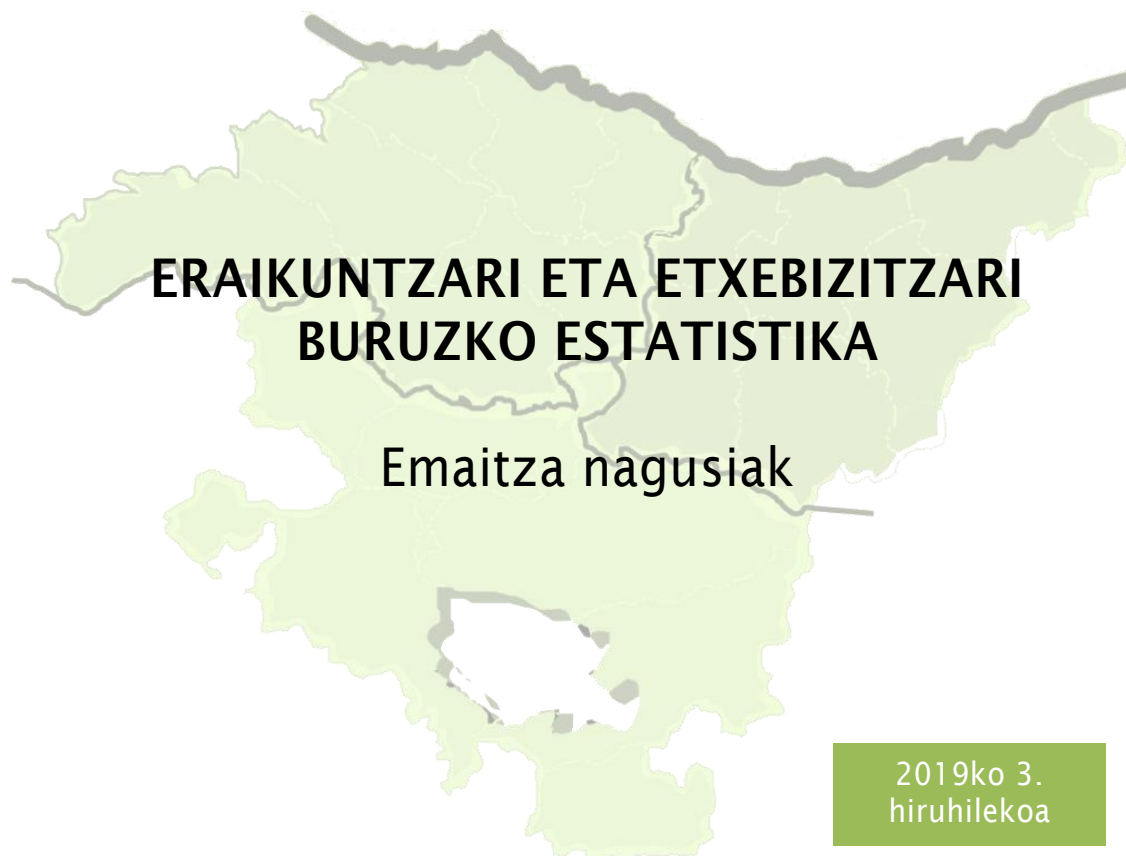 ERAIKUNTZARI ETA ETXEBIZITZARI
BURUZKO ESTATISTIKA
Emaitza nagusiak
2019ko 3.
hiruhilekoa